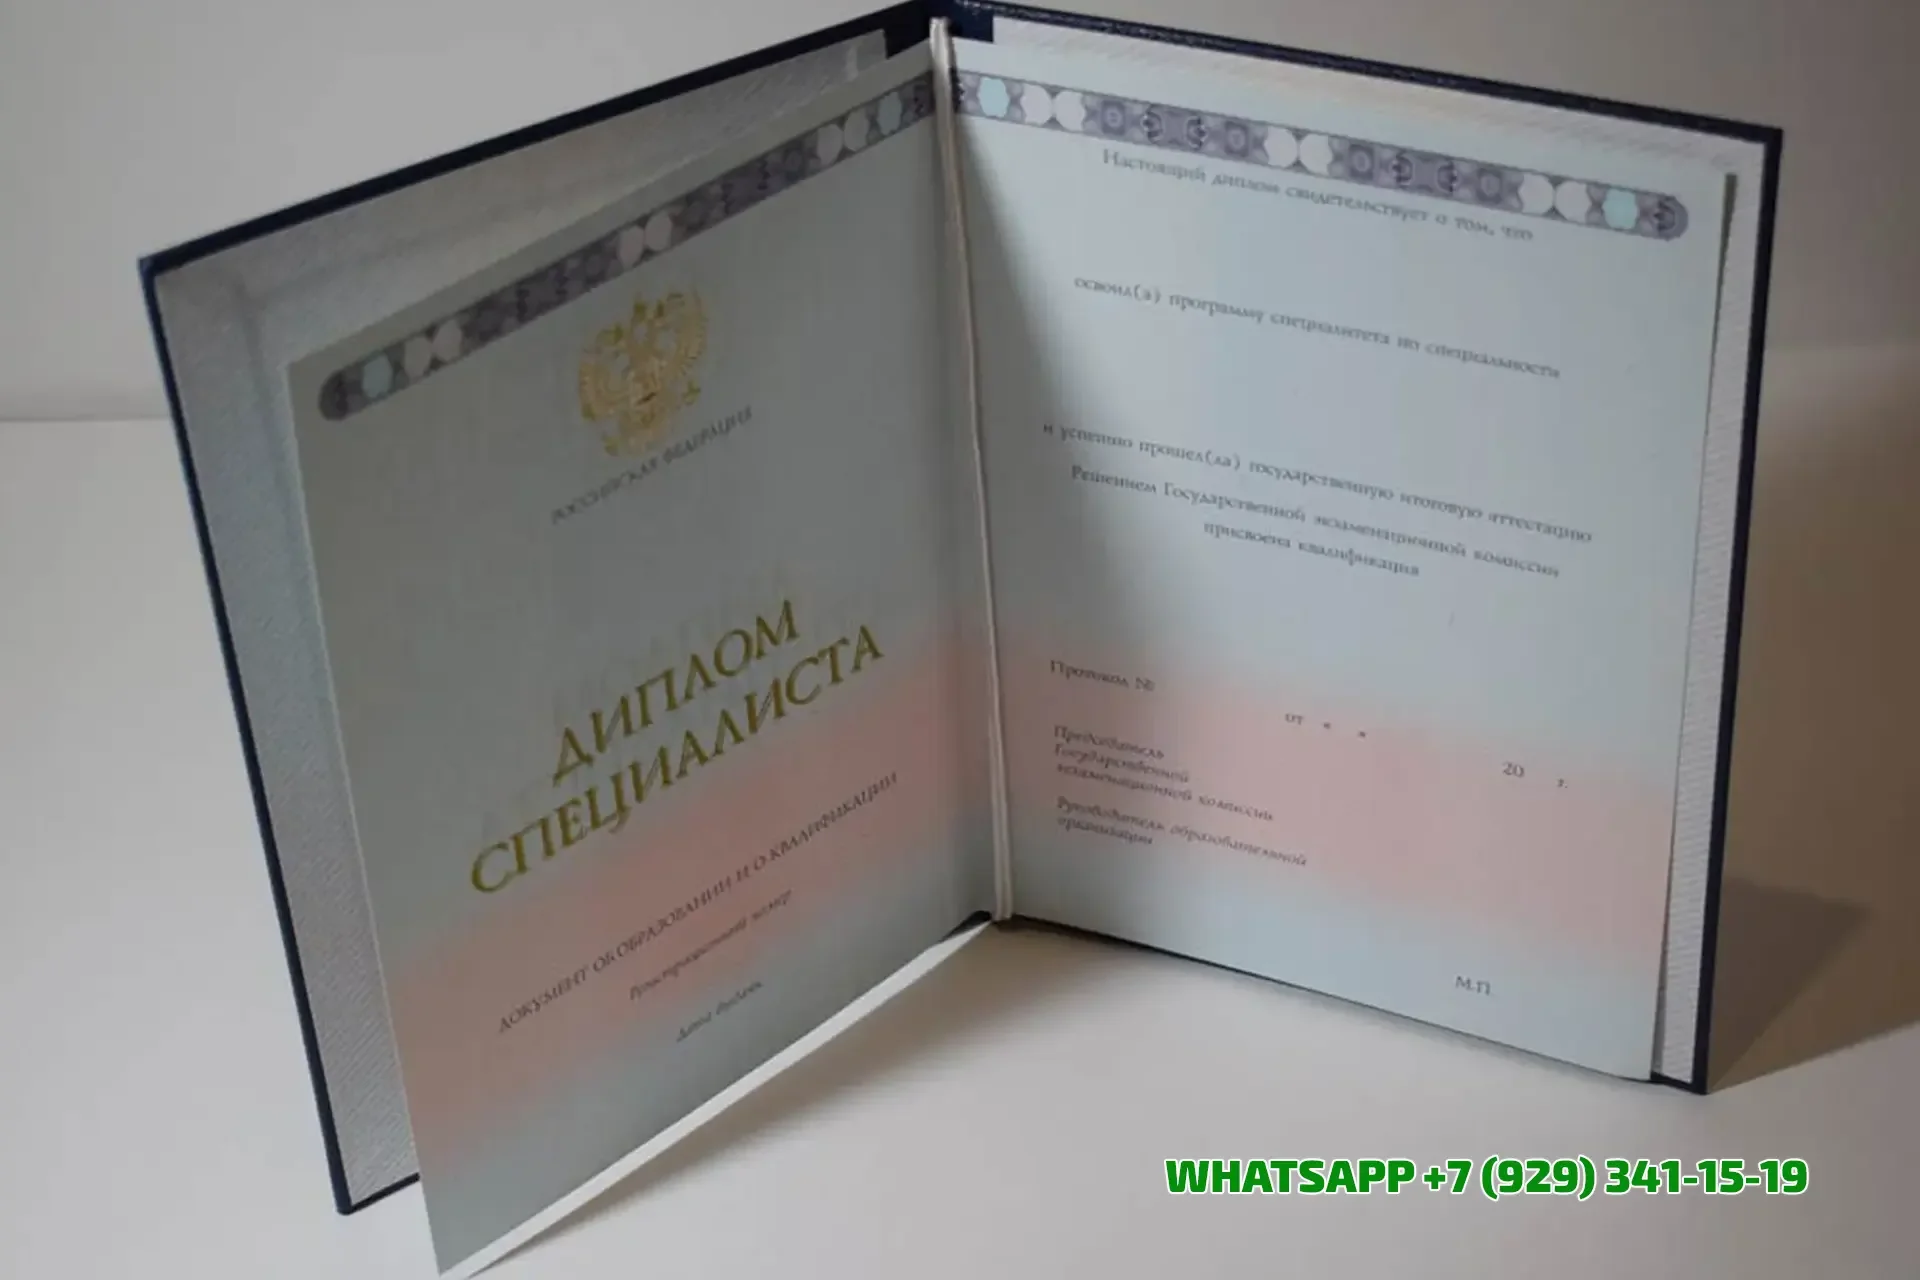 РОССИЙСКАЯ ФЕДЕРАЦИЯ
ДИПЛОМ
СПЕЦИАЛИСТА
ДОКУМЕНТ ОБ ОБРАЗОВАНИИ И О КВАЛИФИКАЦИИ
Регистрационный номер
Дата выдачи
Настоящий диплом свидетельствует о том, что
освоил(а) программу специалитета по специальности
и успешно прошел(ла) государственную итоговую аттестацию
Решением Государственной экзаменационной комиссии
присвоена квалификация
Протокол №
от « »
20 г.
Председатель
Государственной
экзаменационной комиссии
Руководитель образовательной
организации
М.П.
WHATSAPP +7 (929) 341-15-19